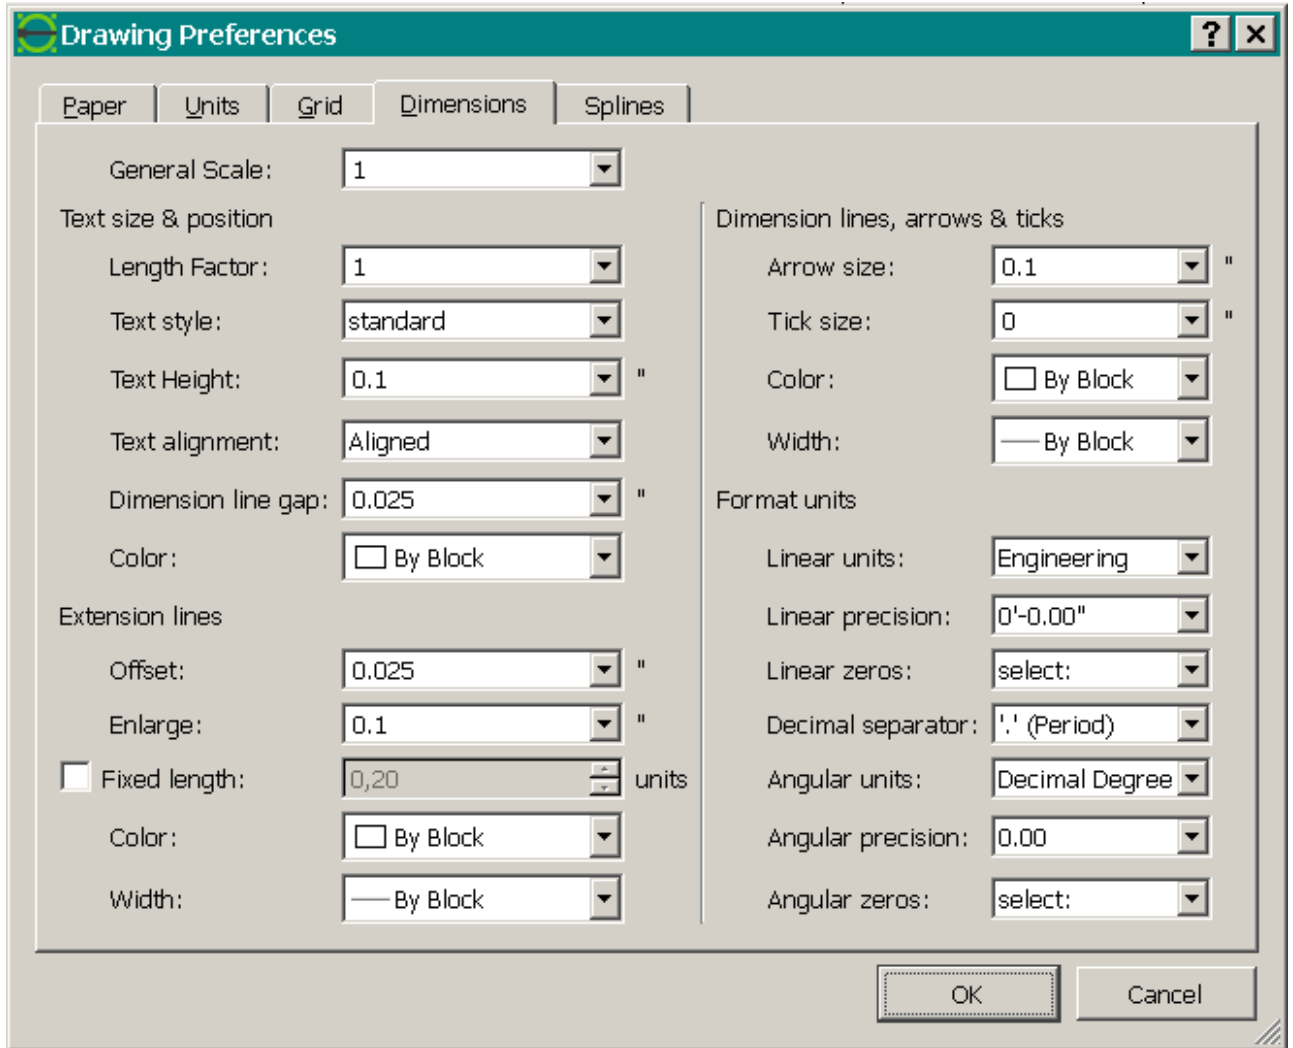 Drawing Preferences
Paper Units Grid Dimensions Splines
General Scale: 1
Text size & position
Length Factor: 1
Text style: standard
Text Height: 0.1 "
Text alignment: Aligned
Dimension line gap: 0.025 "
Color: By Block
Extension lines
Offset: 0.025 "
Enlarge: 0.1 "
Fixed length: 0,20 units
Color: By Block
Width: By Block
Dimension lines, arrows & ticks
Arrow size: 0.1 "
Tick size: 0 "
Color: By Block
Width: By Block
Format units
Linear units: Engineering
Linear precision: 0'-0.00"
Linear zeros: select:
Decimal separator: '.' (Period)
Angular units: Decimal Degree
Angular precision: 0.00
Angular zeros: select:
OK Cancel